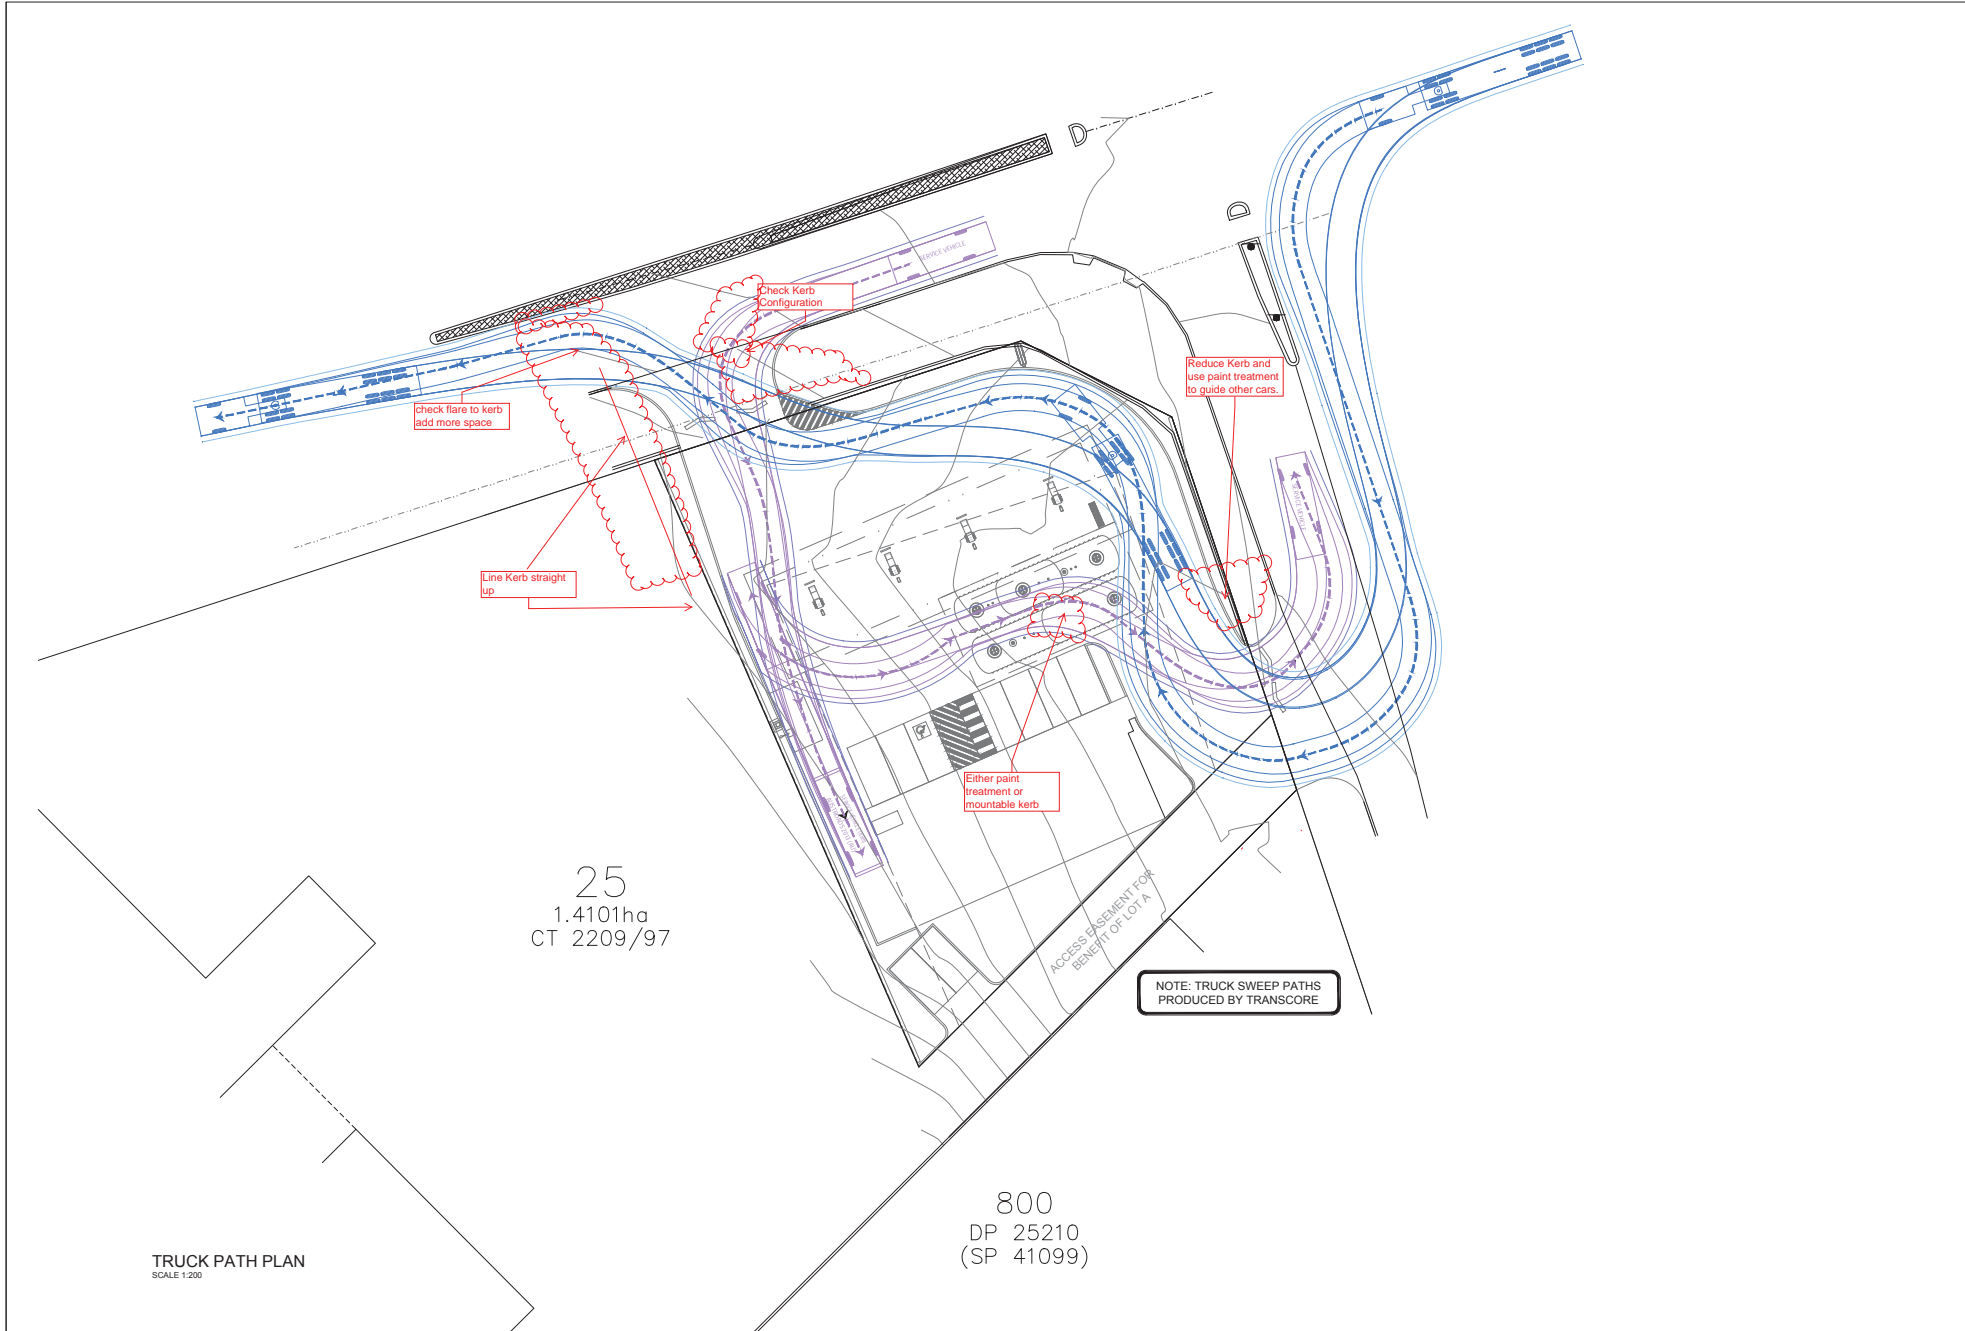 D
D
SERVICE VEHICLE
Check Kerb
Configuration
Reduce Kerb and
use paint treatment
to guide other cars.
check flare to kerb
add more space
Line Kerb straight
up
Either paint
treatment or
mountable kerb
25
1.4101ha
CT 2209/97
ACCESS EASEMENT FOR
BENEFIT OF LOT A
NOTE: TRUCK SWEEP PATHS
PRODUCED BY TRANSCORE
800
DP 25210
(SP 41099)
TRUCK PATH PLAN
SCALE 1:200